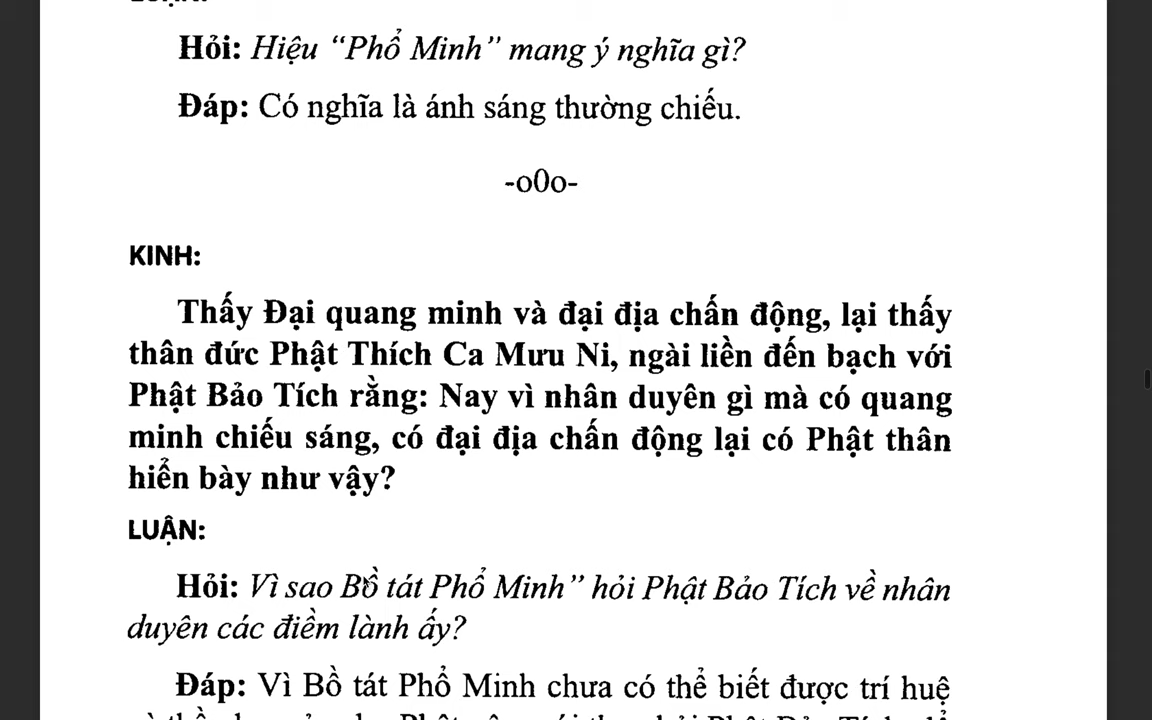 Hỏi: Hiệu “Phổ Minh” mang ý nghĩa gì?
Đáp: Có nghĩa là ánh sáng thường chiếu.
-o0o-
KINH:
Thấy Đại quang minh và đại địa chấn động, lại thấy
thân đức Phật Thích Ca Mưu Ni, ngài liền đến bạch với
Phật Bảo Tích rằng: Nay vì nhân duyên gì mà có quang
minh chiếu sáng, có đại địa chấn động lại có Phật thân
hiển bày như vậy?
LUẬN:
Hỏi: Vì sao Bồ tát Phổ Minh” hỏi Phật Bảo Tích về nhân
duyên các điềm lành ấy?
Đáp: Vì Bồ tát Phổ Minh chưa có thể biết được trí huệ